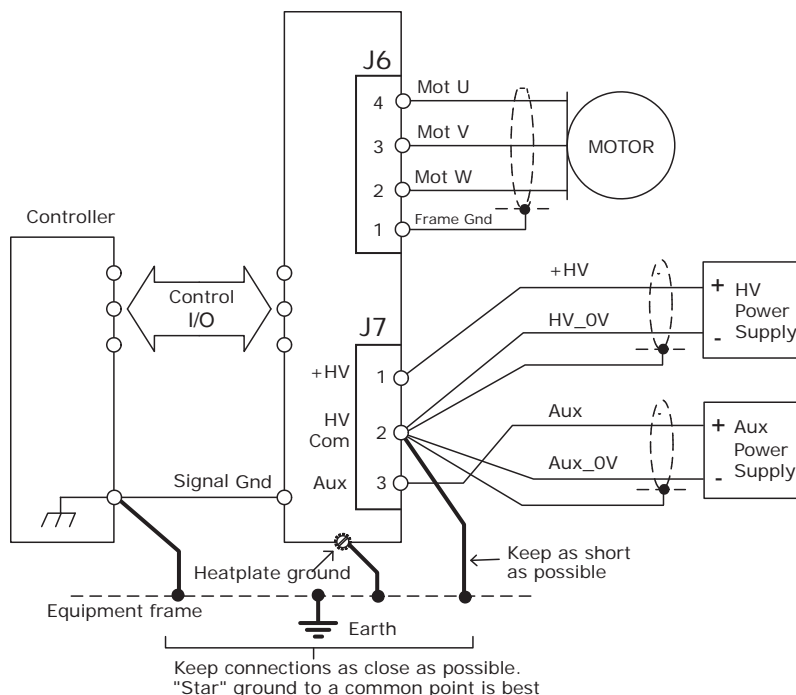 J6
Mot U
4
Mot V
3
MOTOR
Mot W
2
Frame Gnd
1
Controller
+HV
+ HV
Power
Supply
-
Control
I/O
HV_0V
J7
+HV
1
HV
Com
2
Aux
+ Aux
Power
Supply
-
Aux_0V
Signal Gnd
Aux
3
Keep as short
as possible
Heatplate ground
Equipment frame
Earth
Keep connections as close as possible.
"Star" ground to a common point is best